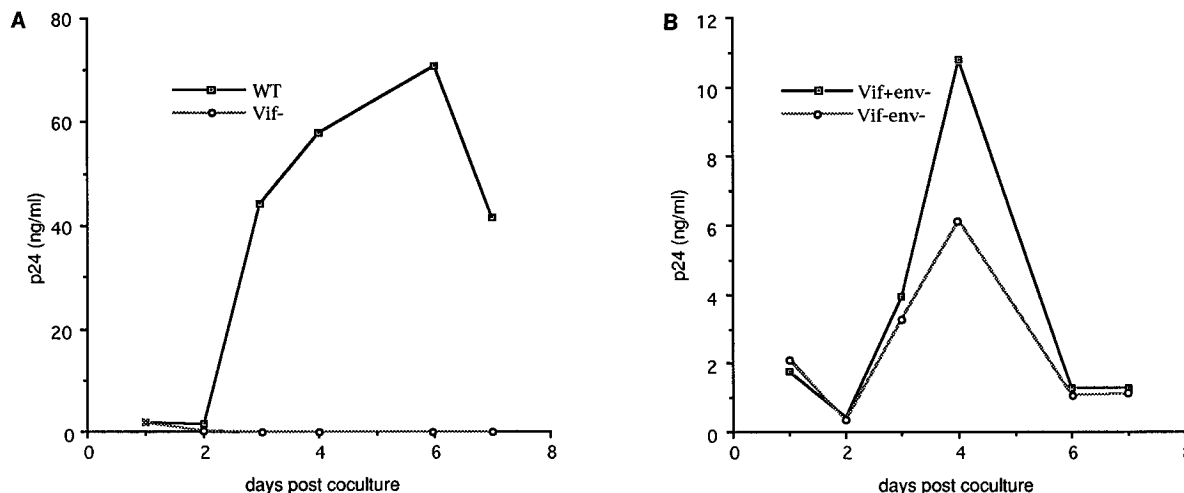 A
80
60
40
20
0
p24 (ng/ml)
WT
Vif-
0 2 4 6 8
days post coculture
B
12
10
8
6
4
2
0
p24 (ng/ml)
Vif+env-
Vif-env-
0 2 4 6 8
days post coculture